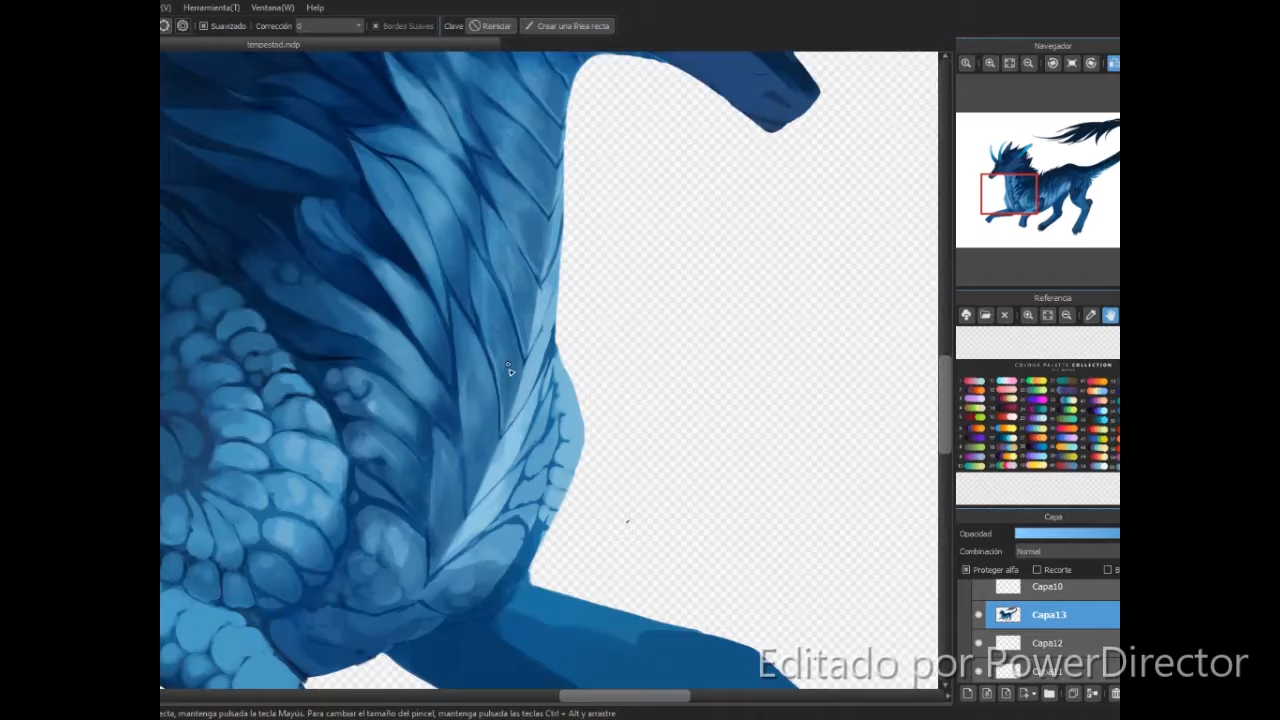 (V) Herramienta(T) Ventana(W) Help
Suavizado Corrección 0 Bordes Suaves Clave Reiniciar Crear una línea recta
tempestad.mdp
Navegador
Referencia
COLOUR PALETTE COLLECTION
Capa
Opacidad
Combinación Normal
Proteger alfa Recorte B
Capa10
Capa13
Capa12
Editado por PowerDirector
ecta, mantenga pulsada la tecla Mayús. Para cambiar el tamaño del pincel, mantenga pulsadas las teclas Ctrl + Alt y arrastre